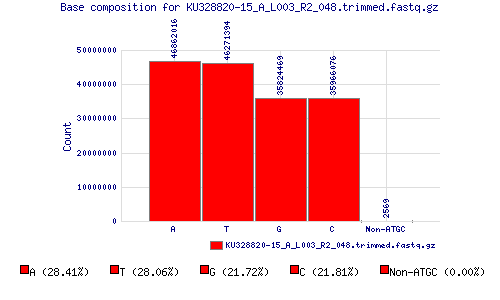 Base composition for KU328820-15_A_L003_R2_048.trimmed.fastq.gz
46862016
46271394
35824469
35966076
2569
50000000
40000000
30000000
20000000
10000000
0
Count
A T G C Non-ATGC
KU328820-15_A_L003_R2_048.trimmed.fastq.gz
A (28.41%) T (28.06%) G (21.72%) C (21.81%) Non-ATGC (0.00%)